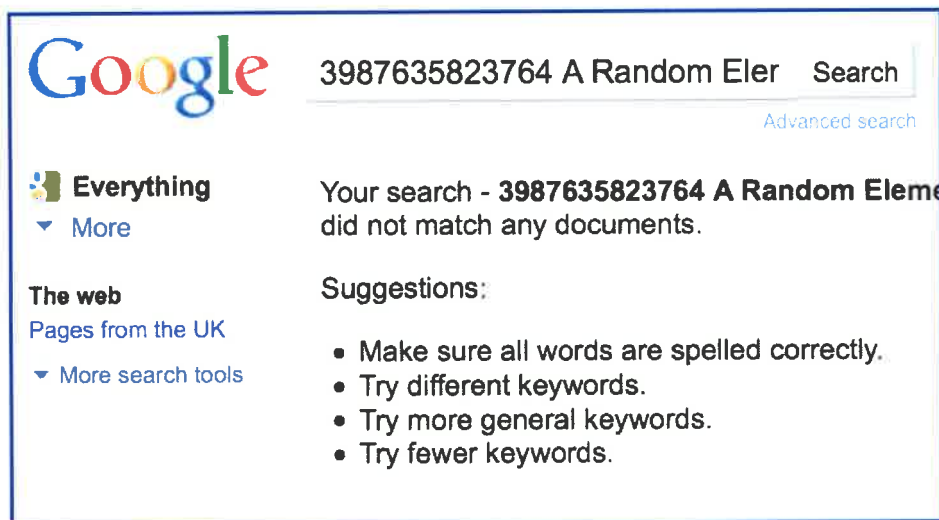 Google
3987635823764 A Random Eler
Search
Advanced search
Everything
More
The web
Pages from the UK
More search tools
Your search - 3987635823764 A Random Eleme
did not match any documents.
Suggestions:
• Make sure all words are spelled correctly.
• Try different keywords.
• Try more general keywords.
• Try fewer keywords.